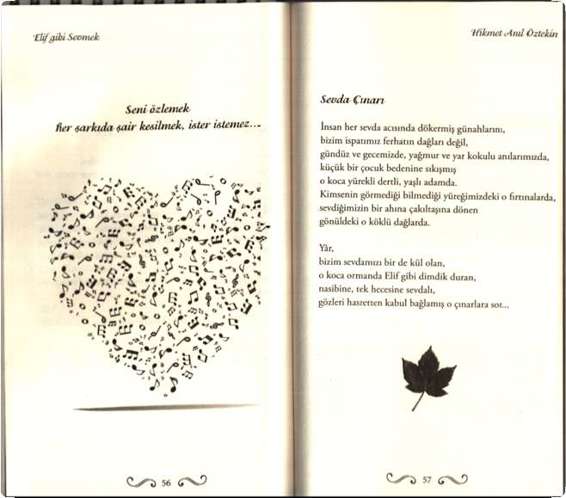 Elif gibi Sevmek
Seni özlemek
her şarkıda şair kesilmek, ister istemez...
56
Hikmet Anıl Öztekin
Sevda Çınarı
İnsan her sevda acısında dökermiş günahlarını,
bizim ispatımız ferhatın dağları değil,
gündüz ve gecemizde, yağmur ve yar kokulu anılarımızda,
küçük bir çocuk bedenine sıkışmış
o koca yürekli dertli, yaşlı adamda.
Kimsenin görmediği bilmediği yüreğimizdeki o fırtınalarda,
sevdiğimizin bir ahına çakıltaşına dönen
gönüldeki o köklü dağlarda.
Yâr,
bizim sevdamızı bir de kül olan,
o koca ormanda Elif gibi dimdik duran,
nasibine, tek hecesine sevdalı,
gözleri hasretten kabul bağlamış o çınarlara sor...
57